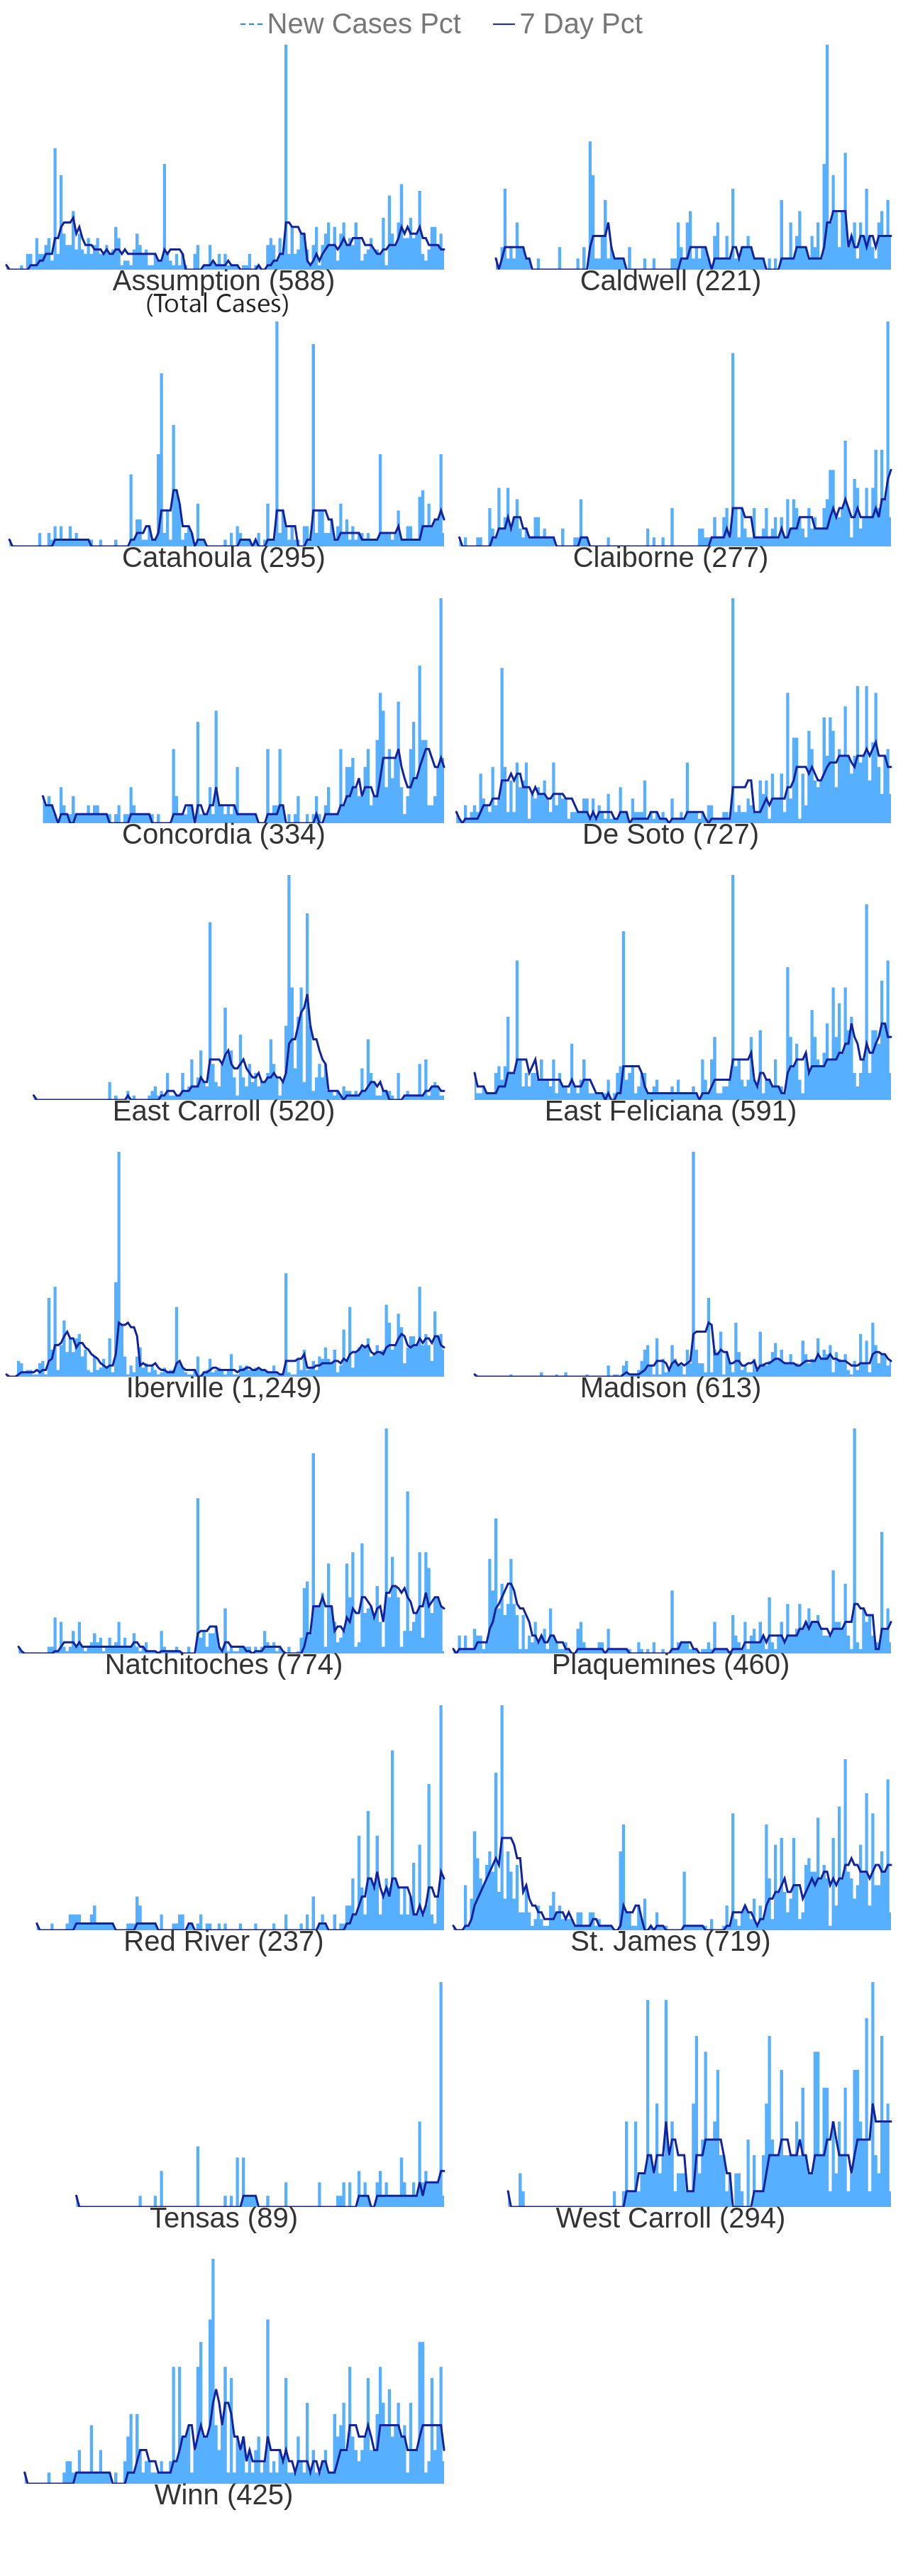 New Cases Pct 7 Day Pct
Assumption (588) Caldwell (221)
(Total Cases)
Catahoula (295) Claiborne (277)
Concordia (334) De Soto (727)
East Carroll (520) East Feliciana (591)
Iberville (1,249) Madison (613)
Natchitoches (774) Plaquemines (460)
Red River (237) St. James (719)
Tensas (89) West Carroll (294)
Winn (425)